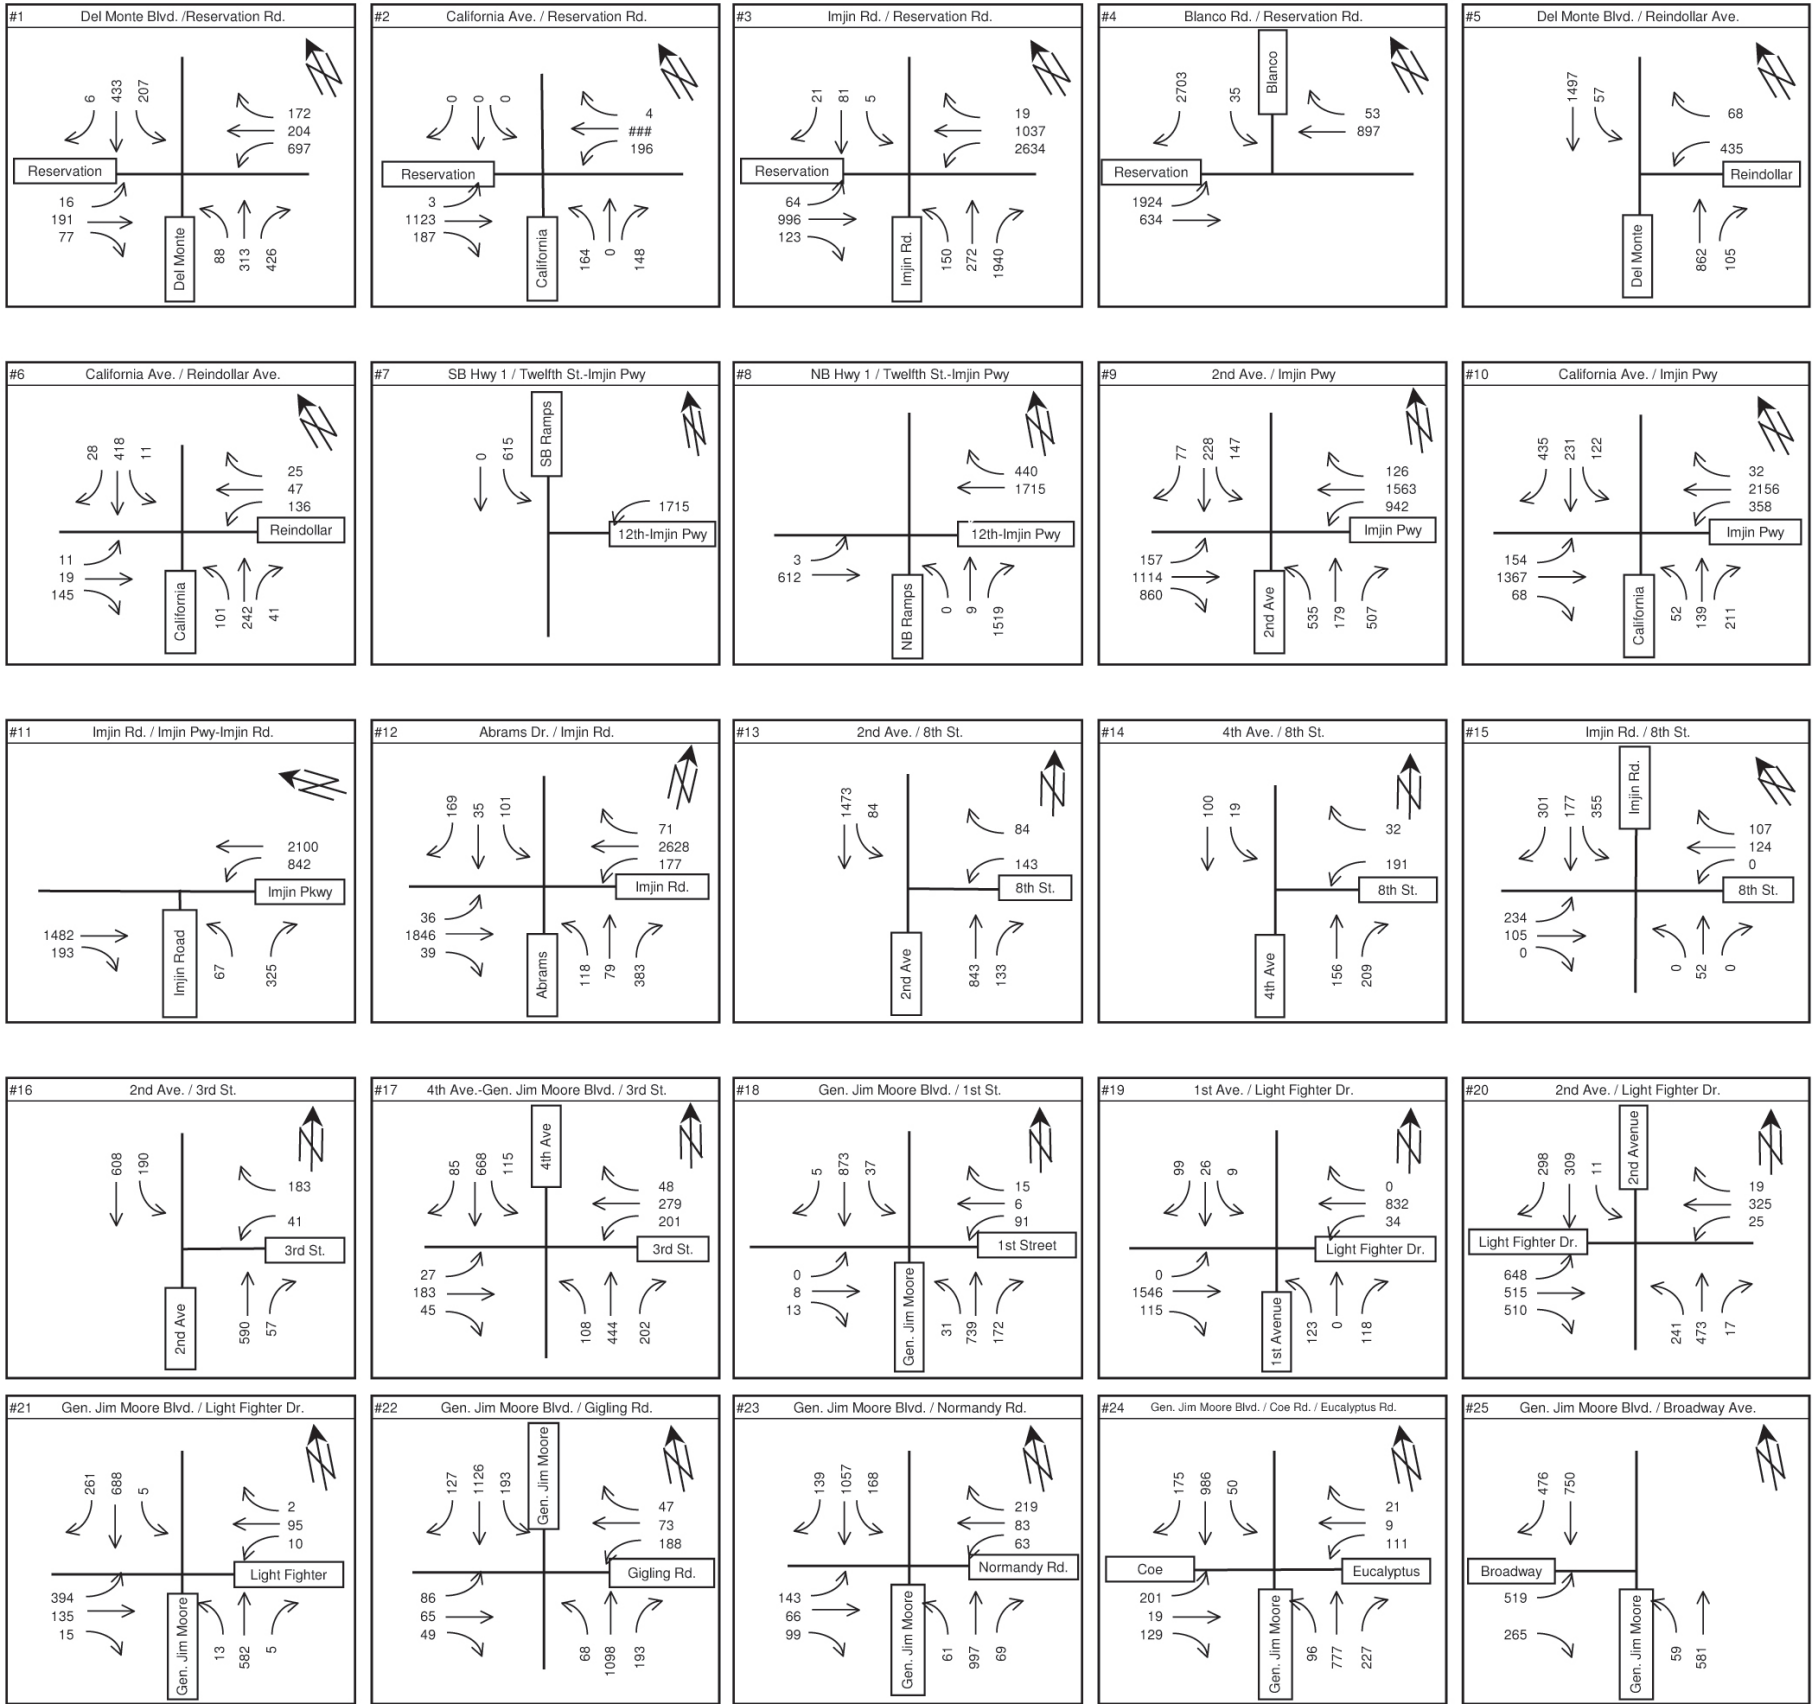 #1 Del Monte Blvd. /Reservation Rd.
6 433 207
172
204
697
Reservation
16
191
77
Del Monte
88 313 426
#2 California Ave. / Reservation Rd.
0 0 0
4
###
196
Reservation
3
1123
187
California
164 0 148
#3 Imjin Rd. / Reservation Rd.
21 81 5
19
1037
2634
Reservation
64
996
123
Imjin Rd.
150 272 1940
#4 Blanco Rd. / Reservation Rd.
2703 35
Blanco
53
897
Reservation
1924
634
#5 Del Monte Blvd. / Reindollar Ave.
1497 57
68
435
Reindollar
Del Monte
862 105
#6 California Ave. / Reindollar Ave.
28 418 11
25
47
136
Reindollar
11
19
145
California
101 242 41
#7 SB Hwy 1 / Twelfth St.-Imjin Pwy
0 615
SB Ramps
1715
12th-Imjin Pwy
#8 NB Hwy 1 / Twelfth St.-Imjin Pwy
440
1715
12th-Imjin Pwy
3
612
NB Ramps
0 9 1519
#9 2nd Ave. / Imjin Pwy
77 228 147
126
1563
942
Imjin Pwy
157
1114
860
2nd Ave
535 179 507
#10 California Ave. / Imjin Pwy
435 231 122
32
2156
358
Imjin Pwy
154
1367
68
California
52 139 211
#11 Imjin Rd. / Imjin Pwy-Imjin Rd.
2100
842
Imjin Pkwy
1482
193
Imjin Road
67 325
#12 Abrams Dr. / Imjin Rd.
169 35 101
71
2628
177
Imjin Rd.
36
1846
39
Abrams
118 79 383
#13 2nd Ave. / 8th St.
1473 84
84
143
8th St.
2nd Ave
843 133
#14 4th Ave. / 8th St.
100 19
32
191
8th St.
4th Ave
156 209
#15 Imjin Rd. / 8th St.
301 177 355
Imjin Rd.
107
124
0
8th St.
234
105
0
0 52 0
#16 2nd Ave. / 3rd St.
608 190
183
41
3rd St.
2nd Ave
590 57
#17 4th Ave.-Gen. Jim Moore Blvd. / 3rd St.
85 668 115
4th Ave
48
279
201
3rd St.
27
183
45
108 444 202
#18 Gen. Jim Moore Blvd. / 1st St.
5 873 37
15
6
91
1st Street
0
8
13
Gen. Jim Moore
31 739 172
#19 1st Ave. / Light Fighter Dr.
99 26 9
0
832
34
Light Fighter Dr.
0
1546
115
1st Avenue
123 0 118
#20 2nd Ave. / Light Fighter Dr.
298 309 11
2nd Avenue
19
325
25
Light Fighter Dr.
648
515
510
241 473 17
#21 Gen. Jim Moore Blvd. / Light Fighter Dr.
261 688 5
2
95
10
Light Fighter
394
135
15
Gen. Jim Moore
13 582 5
#22 Gen. Jim Moore Blvd. / Gigling Rd.
127 1126 193
Gen. Jim Moore
47
73
188
Gigling Rd.
86
65
49
68 1098 193
#23 Gen. Jim Moore Blvd. / Normandy Rd.
139 1057 168
219
83
63
Normandy Rd.
143
66
99
Gen. Jim Moore
61 997 69
#24 Gen. Jim Moore Blvd. / Coe Rd. / Eucalyptus Rd.
175 986 50
21
9
111
Coe
Eucalyptus
201
19
129
Gen. Jim Moore
96 777 227
#25 Gen. Jim Moore Blvd. / Broadway Ave.
476 750
Broadway
519
265
Gen. Jim Moore
59 581